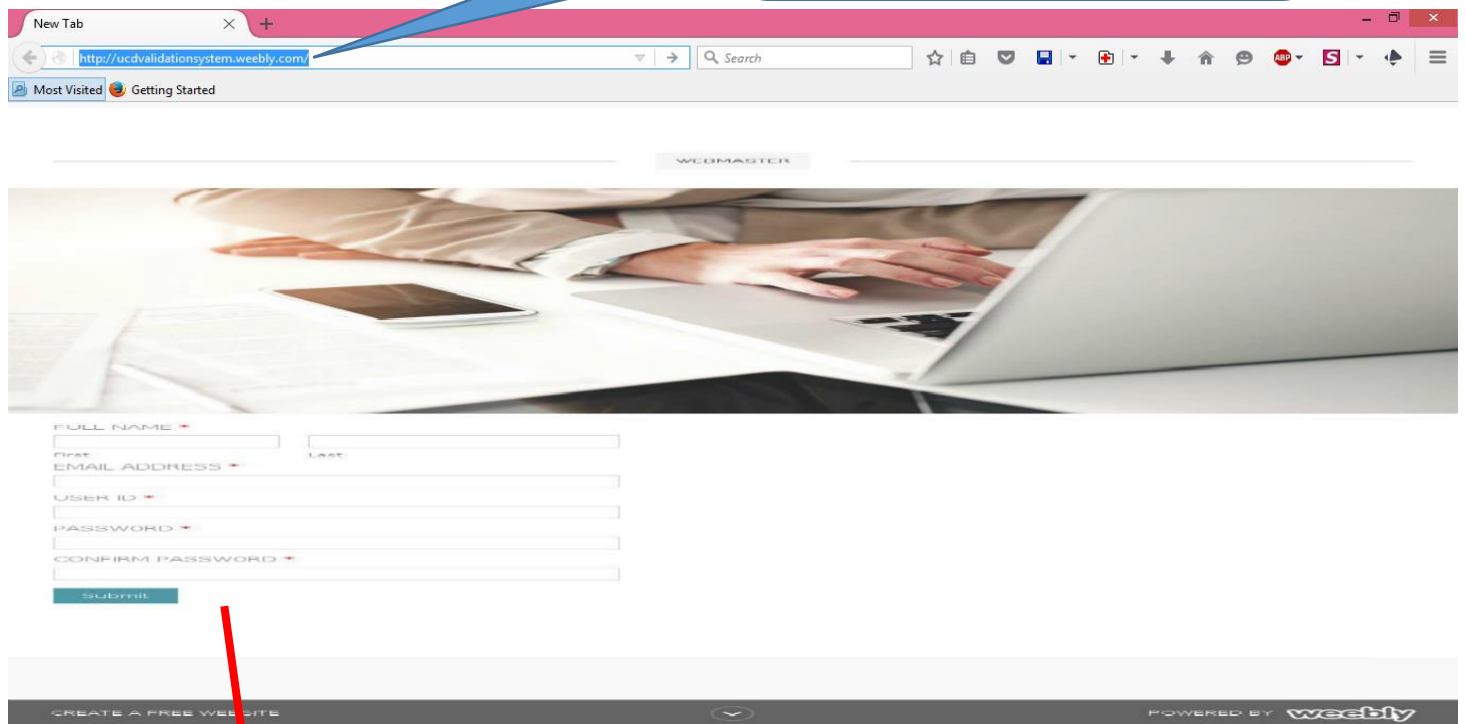 New Tab
http://ucdvalidationsystem.weebly.com/
Search
ABP
S
Most Visited Getting Started
WEBMASTER
FULL NAME *
First Last
EMAIL ADDRESS *
USER ID *
PASSWORD *
CONFIRM PASSWORD *
Submit
CREATE A FREE WEBSITE
POWERED BY weebly